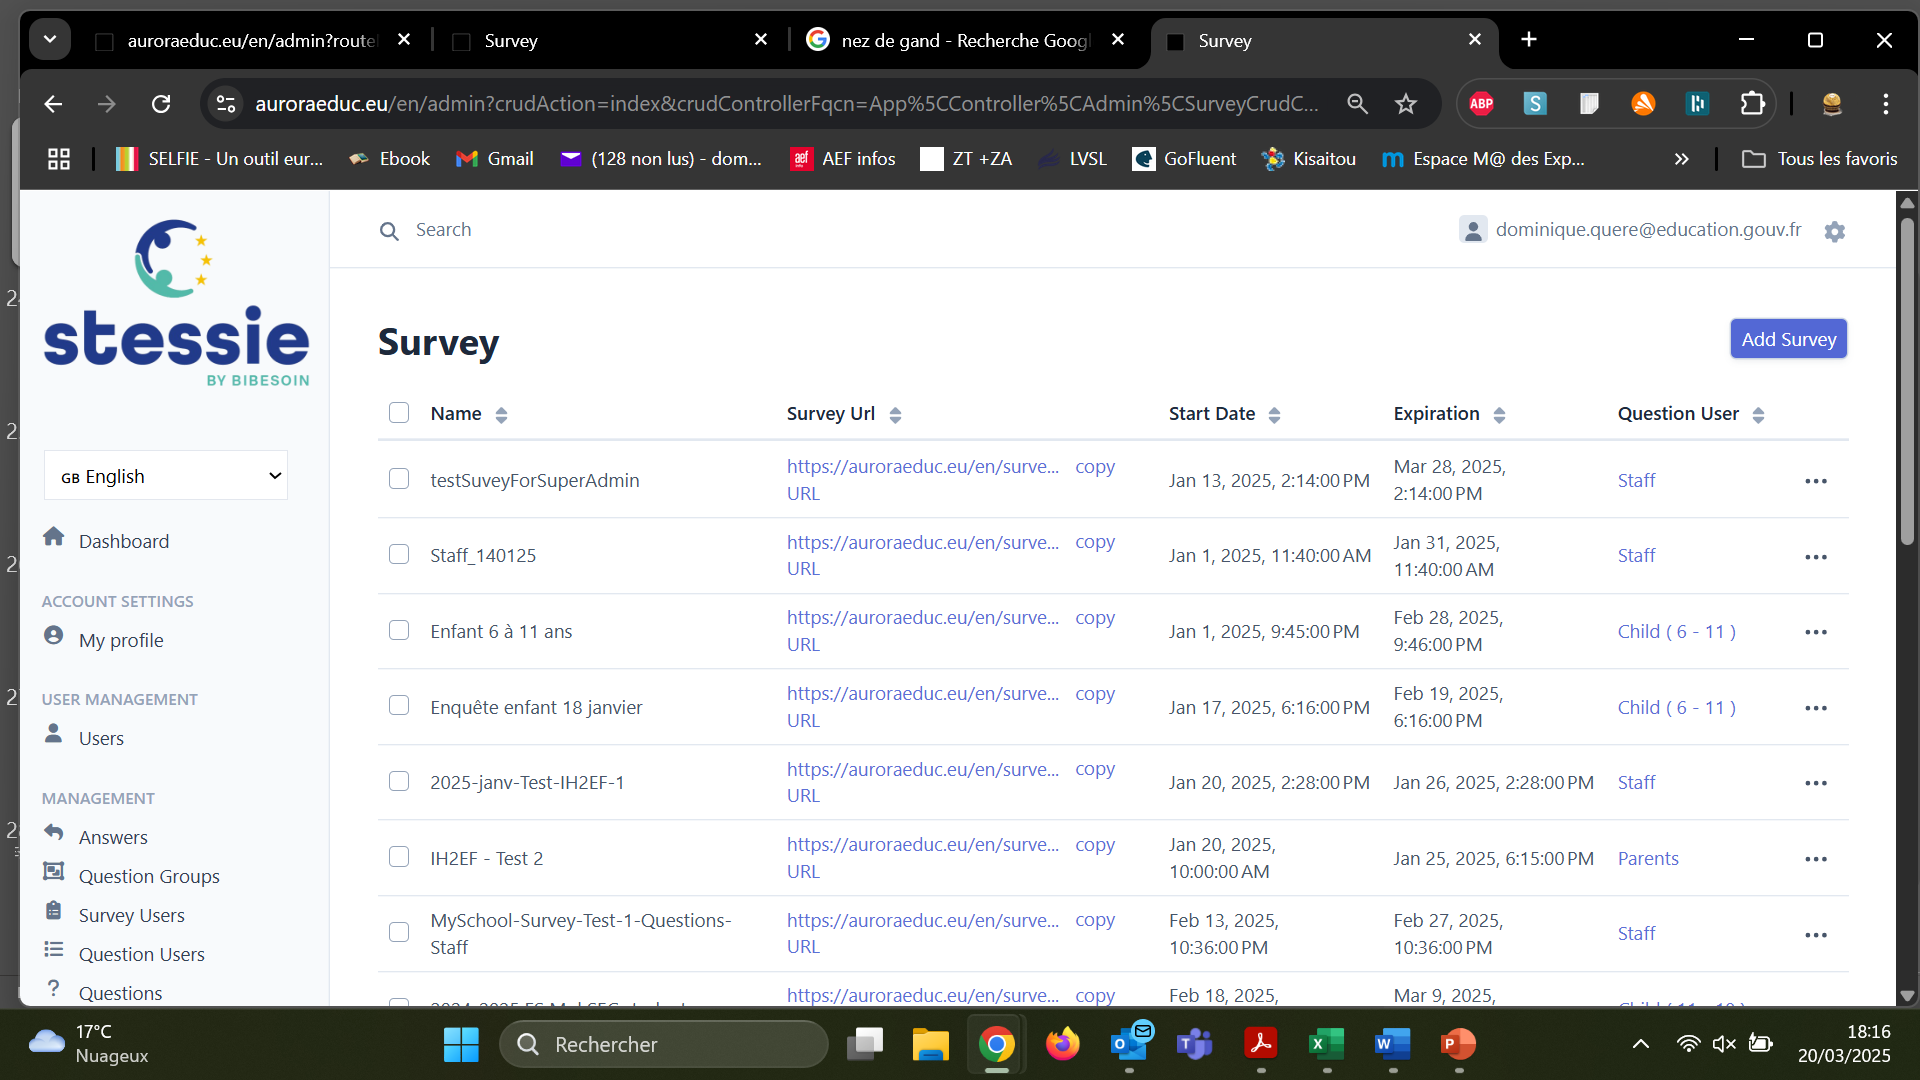 auroraeduc.eu/en/admin?route
Survey
nez de gand - Recherche Goog
Survey
auroraeduc.eu/en/admin?crudAction=index&crudControllerFqcn=App%5CController%5CAdmin%5CSurveyCrudC...
ABP
S
SELFIE - Un outil eur...
Ebook
Gmail
(128 non lus) - dom...
aef
AEF infos
ZT +ZA
LVSL
GoFluent
Kisaitou
Espace M@ des Exp...
Tous les favoris
stessie
BY BIBESOIN
GB English
Dashboard
ACCOUNT SETTINGS
My profile
USER MANAGEMENT
Users
MANAGEMENT
Answers
Question Groups
Survey Users
Question Users
Questions
Search
dominique.quere@education.gouv.fr
Survey
Add Survey
Name
Survey Url
Start Date
Expiration
Question User
testSuveyForSuperAdmin
https://auroraeduc.eu/en/surve... copy
URL
Jan 13, 2025, 2:14:00 PM
Mar 28, 2025,
2:14:00 PM
Staff
Staff_140125
https://auroraeduc.eu/en/surve... copy
URL
Jan 1, 2025, 11:40:00 AM
Jan 31, 2025,
11:40:00 AM
Staff
Enfant 6 à 11 ans
https://auroraeduc.eu/en/surve... copy
URL
Jan 1, 2025, 9:45:00 PM
Feb 28, 2025,
9:46:00 PM
Child ( 6 - 11 )
Enquête enfant 18 janvier
https://auroraeduc.eu/en/surve... copy
URL
Jan 17, 2025, 6:16:00 PM
Feb 19, 2025,
6:16:00 PM
Child ( 6 - 11 )
2025-janv-Test-IH2EF-1
https://auroraeduc.eu/en/surve... copy
URL
Jan 20, 2025, 2:28:00 PM
Jan 26, 2025, 2:28:00 PM
Staff
IH2EF - Test 2
https://auroraeduc.eu/en/surve... copy
URL
Jan 20, 2025,
10:00:00 AM
Jan 25, 2025, 6:15:00 PM
Parents
MySchool-Survey-Test-1-Questions-
Staff
https://auroraeduc.eu/en/surve... copy
URL
Feb 13, 2025,
10:36:00 PM
Feb 27, 2025,
10:36:00 PM
Staff
https://auroraeduc.eu/en/surve... copy
Feb 18, 2025,
Mar 9, 2025,
17°C
Nuageux
Rechercher
18:16
20/03/2025